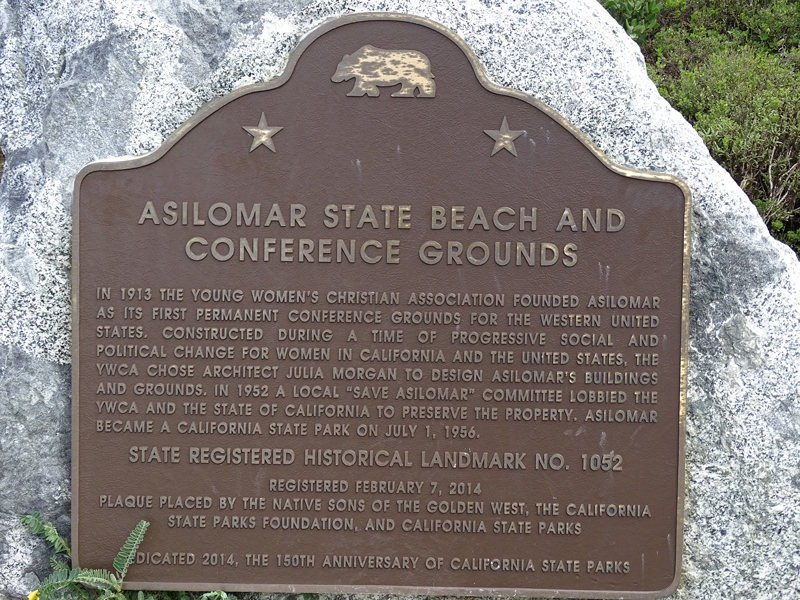 ASILOMAR STATE BEACH AND
CONFERENCE GROUNDS
IN 1913 THE YOUNG WOMEN'S CHRISTIAN ASSOCIATION FOUNDED ASILOMAR
AS ITS FIRST PERMANENT CONFERENCE GROUNDS FOR THE WESTERN UNITED
STATES. CONSTRUCTED DURING A TIME OF PROGRESSIVE SOCIAL AND
POLITICAL CHANGE FOR WOMEN IN CALIFORNIA AND THE UNITED STATES, THE
YWCA CHOSE ARCHITECT JULIA MORGAN TO DESIGN ASILOMAR'S BUILDINGS
AND GROUNDS. IN 1952 A LOCAL "SAVE ASILOMAR" COMMITTEE LOBBIED THE
YWCA AND THE STATE OF CALIFORNIA TO PRESERVE THE PROPERTY. ASILOMAR
BECAME A CALIFORNIA STATE PARK ON JULY 1, 1956.
STATE REGISTERED HISTORICAL LANDMARK NO. 1052
REGISTERED FEBRUARY 7, 2014
PLAQUE PLACED BY THE NATIVE SONS OF THE GOLDEN WEST, THE CALIFORNIA
STATE PARKS FOUNDATION, AND CALIFORNIA STATE PARKS
DEDICATED 2014, THE 150TH ANNIVERSARY OF CALIFORNIA STATE PARKS